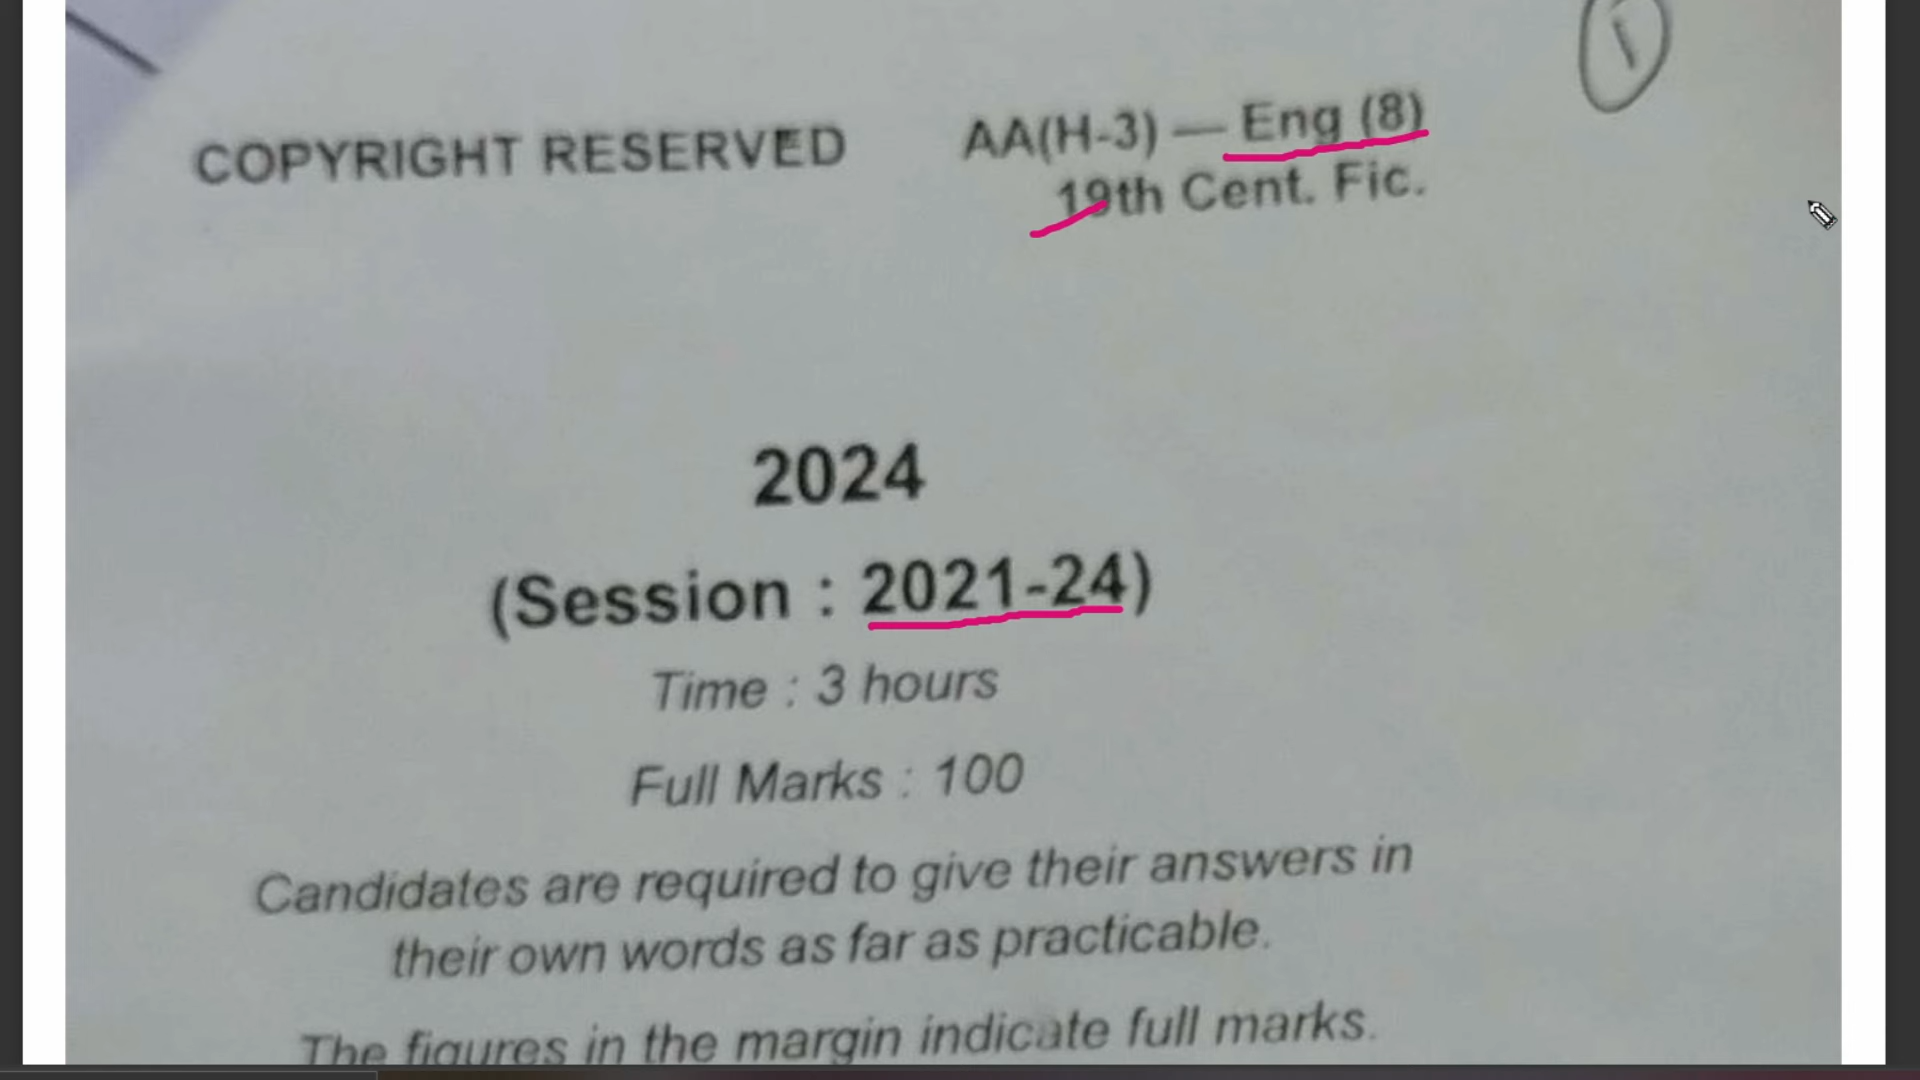 COPYRIGHT RESERVED AA(H-3) — Eng (8)
19th Cent. Fic.
1
2024
(Session : 2021-24)
Time : 3 hours
Full Marks : 100
Candidates are required to give their answers in
their own words as far as practicable.
The figures in the margin indicate full marks.